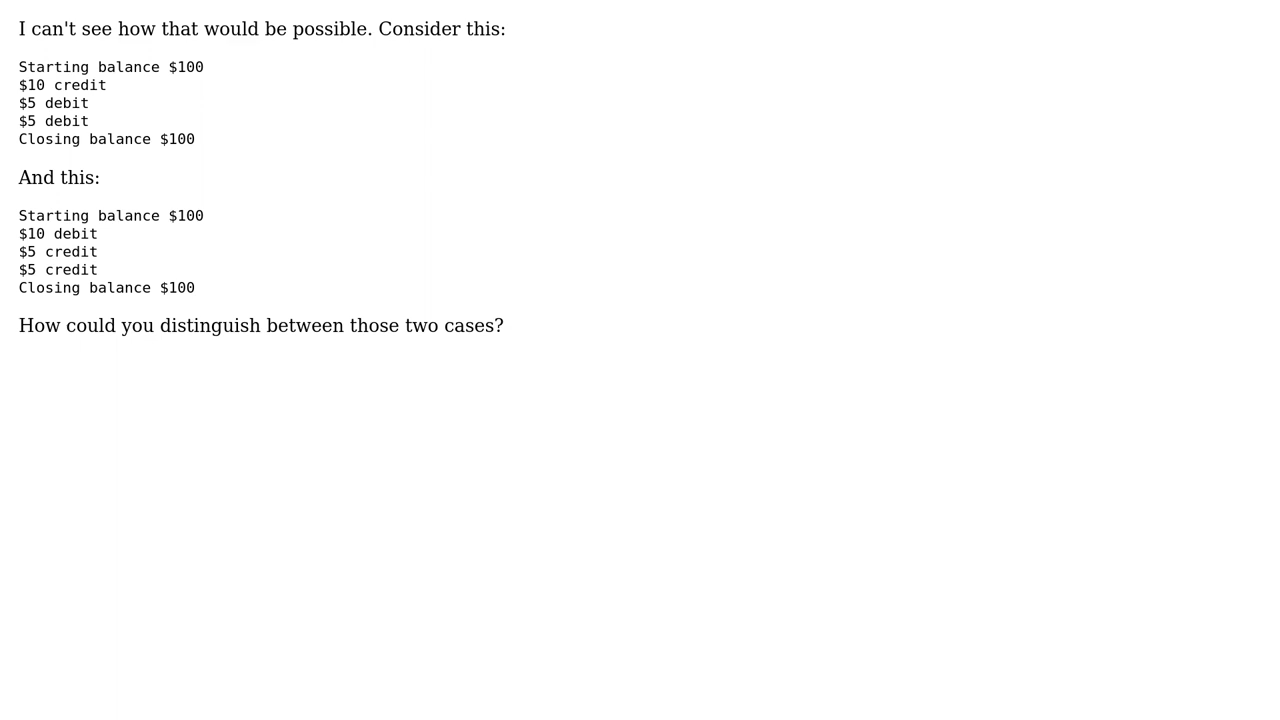 I can't see how that would be possible. Consider this:
Starting balance $100
$10 credit
$5 debit
$5 debit
Closing balance $100
And this:
Starting balance $100
$10 debit
$5 credit
$5 credit
Closing balance $100
How could you distinguish between those two cases?